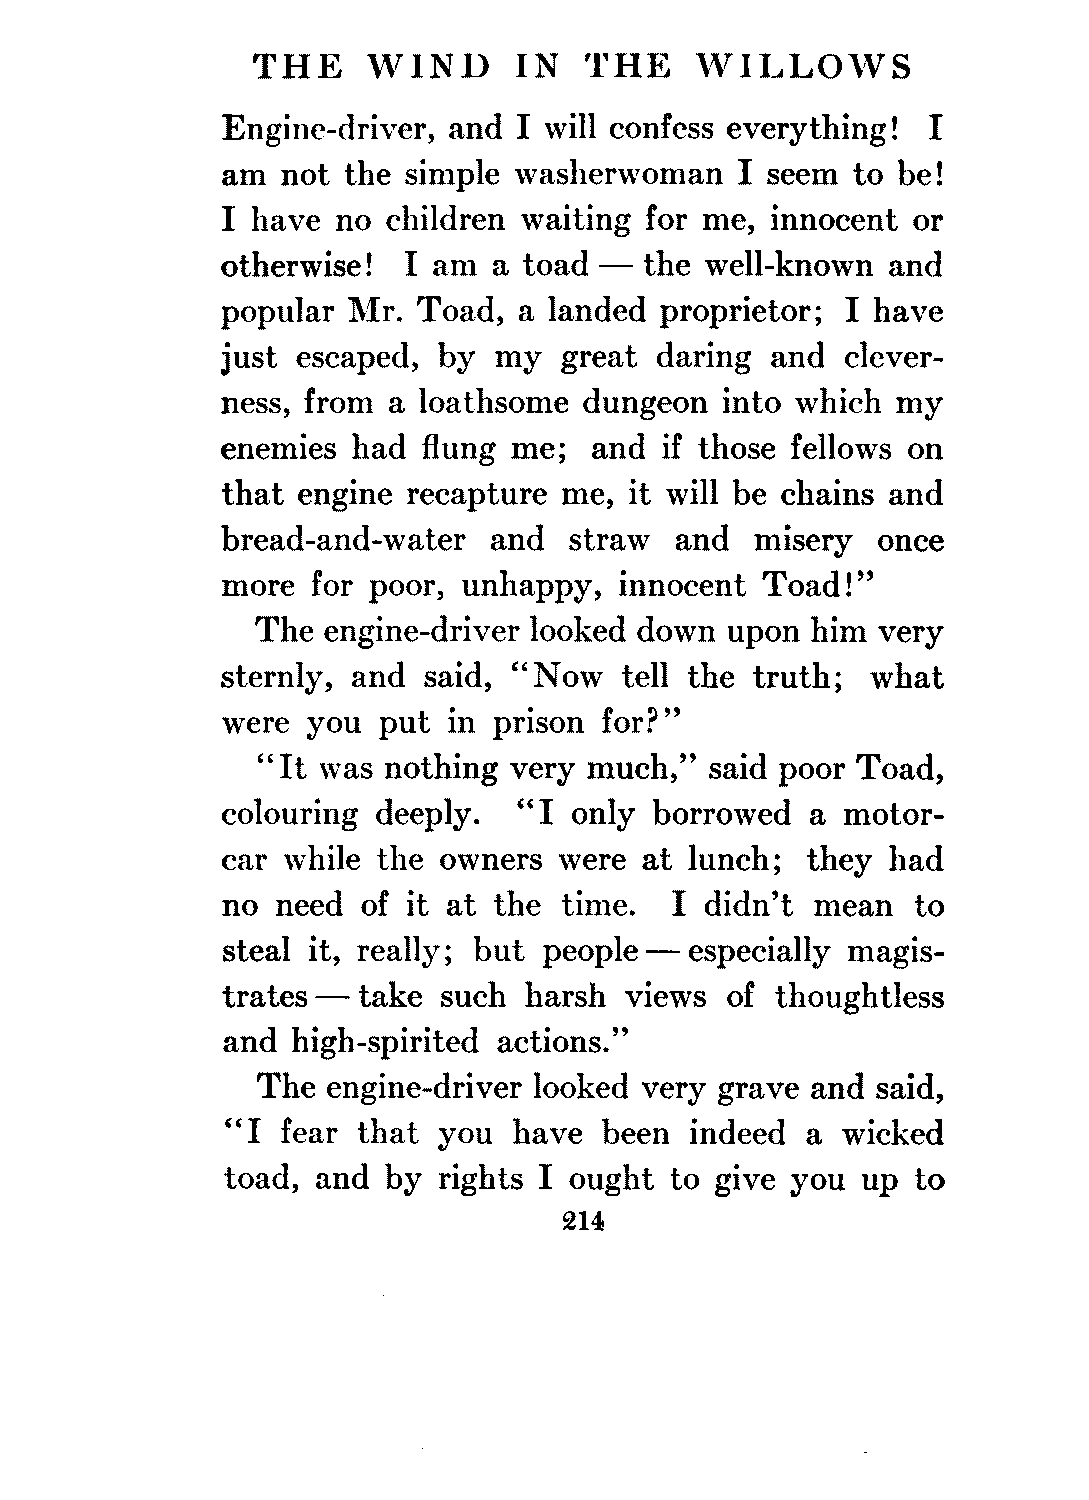 THE WIND IN THE WILLOWS
Engine-driver, and I will confess everything! I
am not the simple washerwoman I seem to be!
I have no children waiting for me, innocent or
otherwise! I am a toad — the well-known and
popular Mr. Toad, a landed proprietor; I have
just escaped, by my great daring and clever-
ness, from a loathsome dungeon into which my
enemies had flung me; and if those fellows on
that engine recapture me, it will be chains and
bread-and-water and straw and misery once
more for poor, unhappy, innocent Toad!"
The engine-driver looked down upon him very
sternly, and said, "Now tell the truth; what
were you put in prison for?"
"It was nothing very much," said poor Toad,
colouring deeply. "I only borrowed a motor-
car while the owners were at lunch; they had
no need of it at the time. I didn't mean to
steal it, really; but people — especially magis-
trates — take such harsh views of thoughtless
and high-spirited actions."
The engine-driver looked very grave and said,
"I fear that you have been indeed a wicked
toad, and by rights I ought to give you up to
214